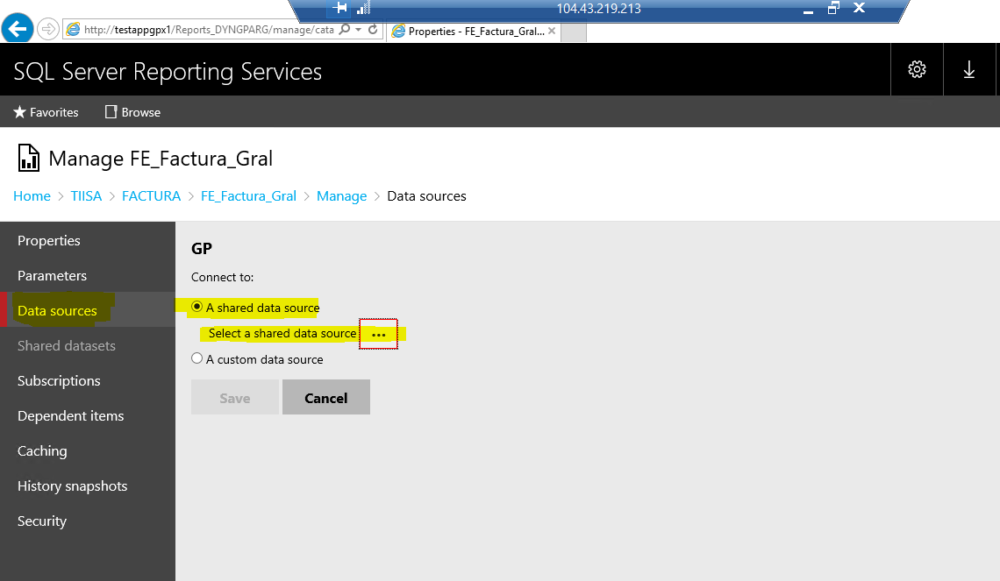 104.43.219.213
http://testappgpx1/Reports_DYNGPARG/manage/cata
Properties - FE_Factura_Gral...
SQL Server Reporting Services
Favorites Browse
Manage FE_Factura_Gral
Home > TIISA > FACTURA > FE_Factura_Gral > Manage > Data sources
Properties
Parameters
Data sources
Shared datasets
Subscriptions
Dependent items
Caching
History snapshots
Security
GP
Connect to:
A shared data source
Select a shared data source ...
A custom data source
Save Cancel